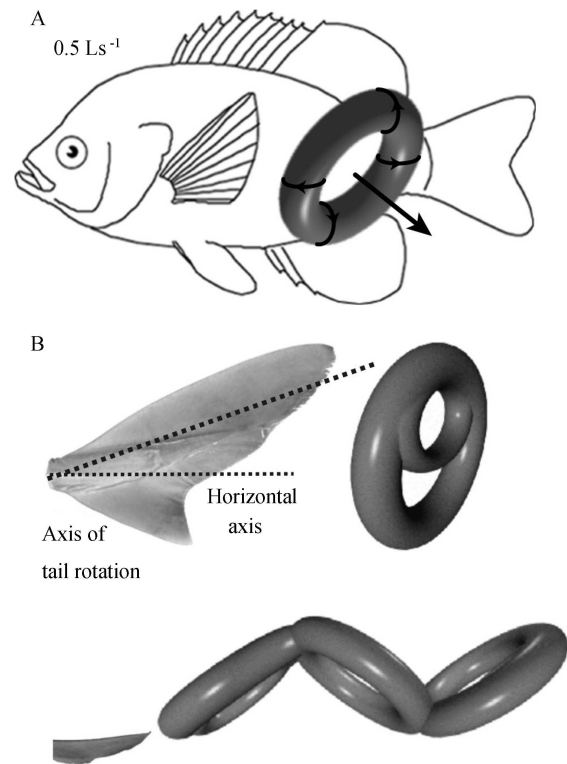 A
0.5 Ls⁻¹
B
Horizontal
axis
Axis of
tail rotation